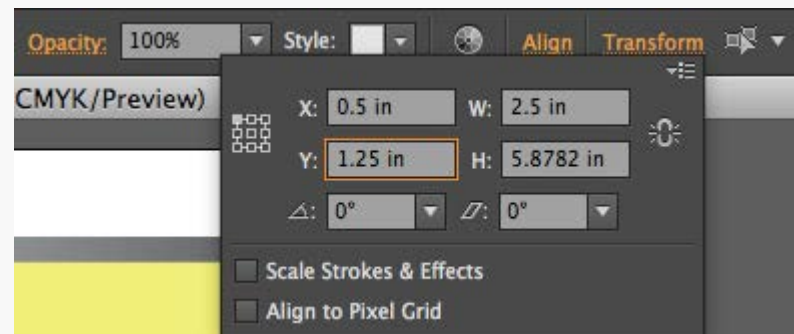 Opacity: 100% Style: Align Transform
CMYK/Preview)
X: 0.5 in W: 2.5 in
Y: 1.25 in H: 5.8782 in
0° 0°
Scale Strokes & Effects
Align to Pixel Grid